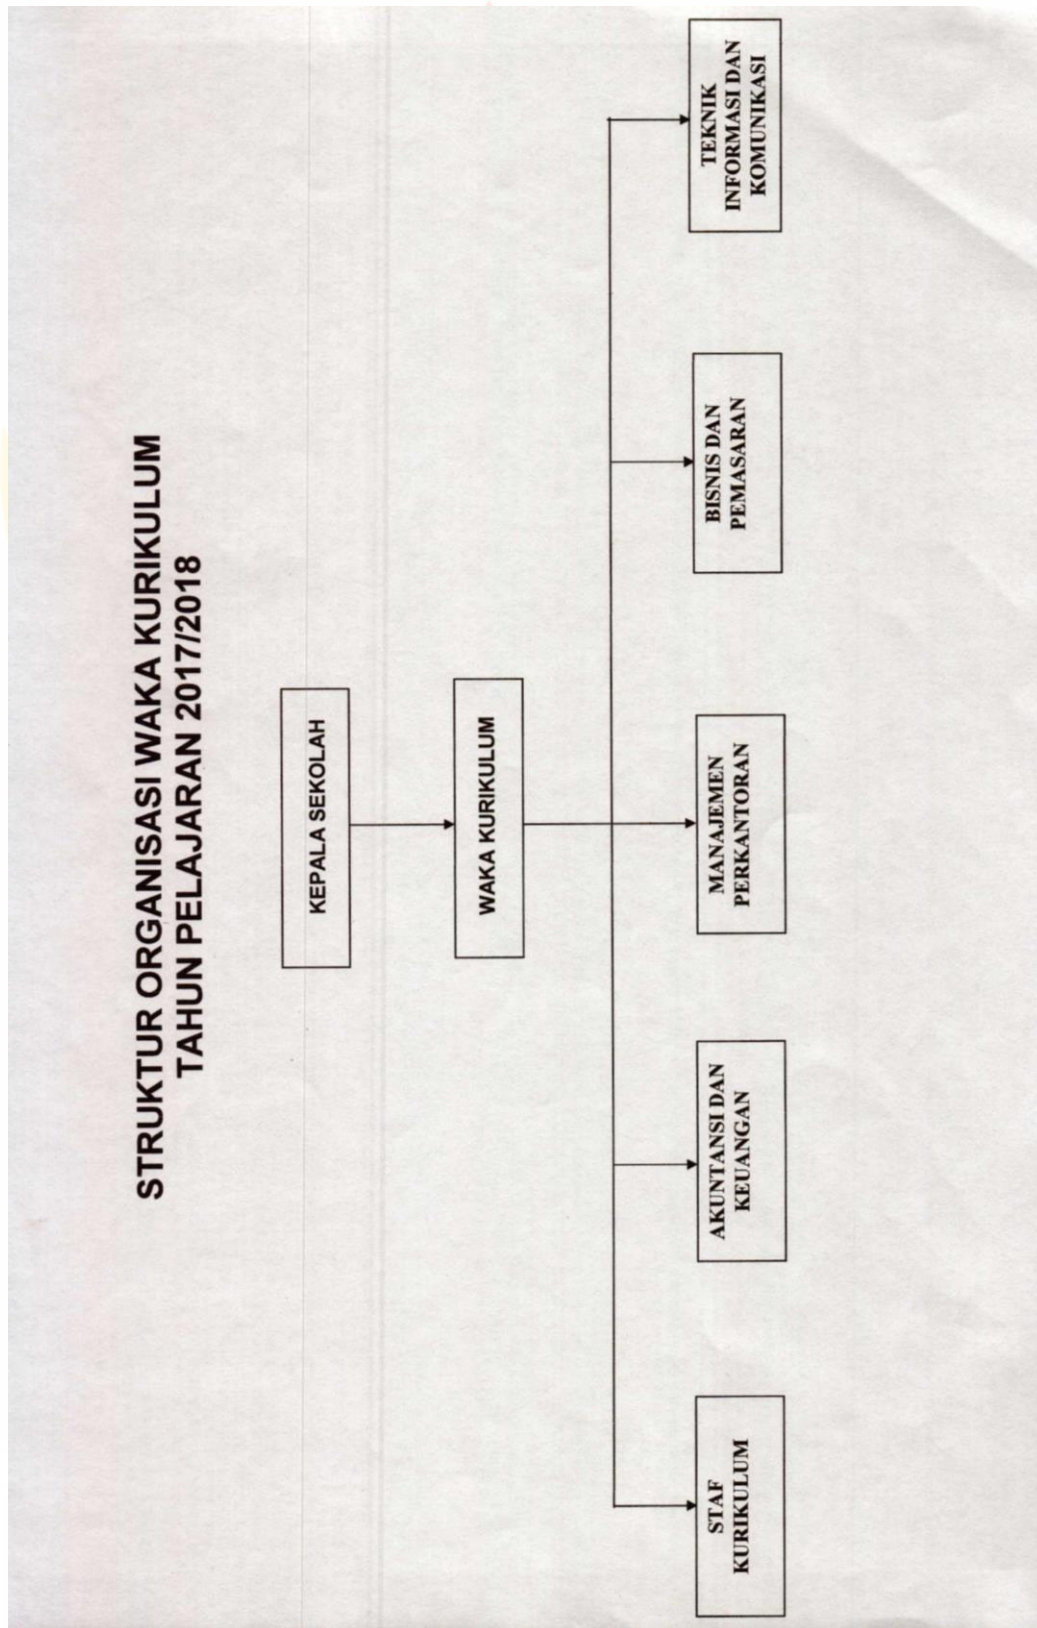 STRUKTUR ORGANISASI WAKA KURIKULUM
TAHUN PELAJARAN 2017/2018
KEPALA SEKOLAH
WAKA KURIKULUM
STAF
KURIKULUM
AKUNTANSI DAN
KEUANGAN
MANAJEMEN
PERKANTORAN
BISNIS DAN
PEMASARAN
TEKNIK
INFORMASI DAN
KOMUNIKASI